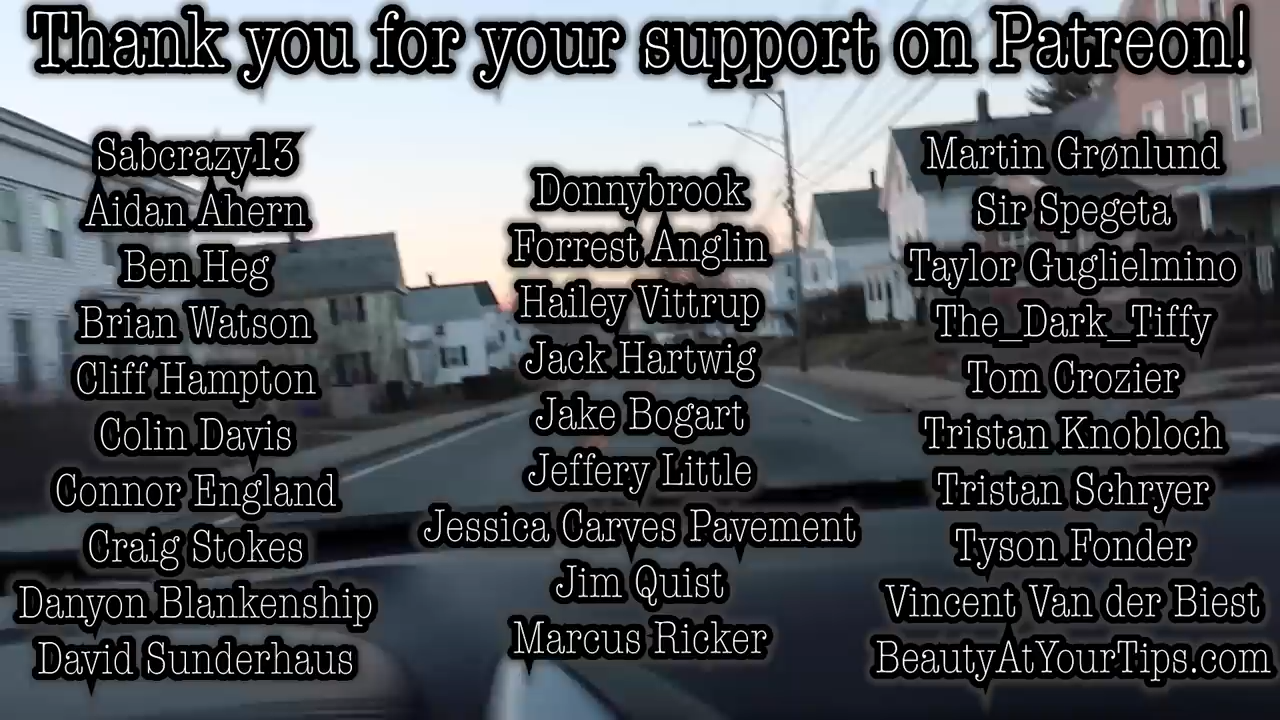 Thank you for your support on Patreon!
Sabcrazy13
Aidan Ahern
Ben Heg
Brian Watson
Cliff Hampton
Colin Davis
Connor England
Craig Stokes
Danyon Blankenship
David Sunderhaus
Donnybrook
Forrest Anglin
Hailey Vittrup
Jack Hartwig
Jake Bogart
Jeffery Little
Jessica Carves Pavement
Jim Quist
Marcus Ricker
Martin Grønlund
Sir Spegeta
Taylor Guglielmino
The_Dark_Tiffy
Tom Crozier
Tristan Knobloch
Tristan Schryer
Tyson Fonder
Vincent Van der Biest
BeautyAtYourTips.com